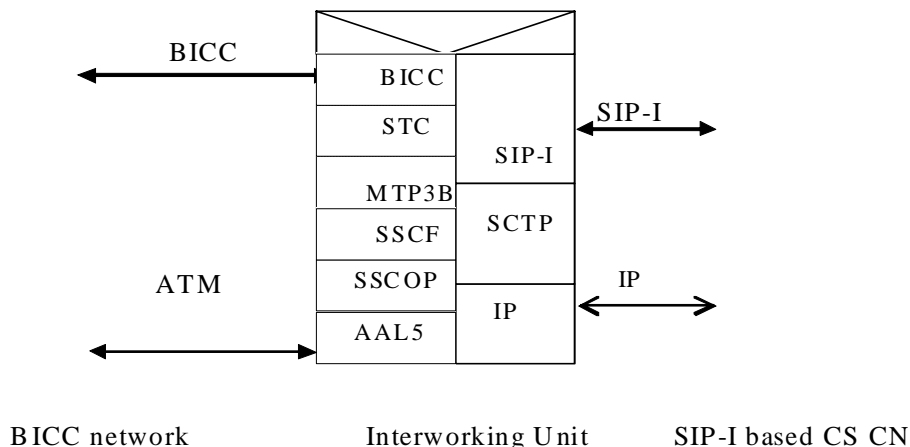 BICC
BICC
STC
MTP3B
SSCF
SSCOP
AAL5
ATM
SIP-I
SCTP
IP
SIP-I
IP
BICC network
Interworking Unit
SIP-I based CS CN